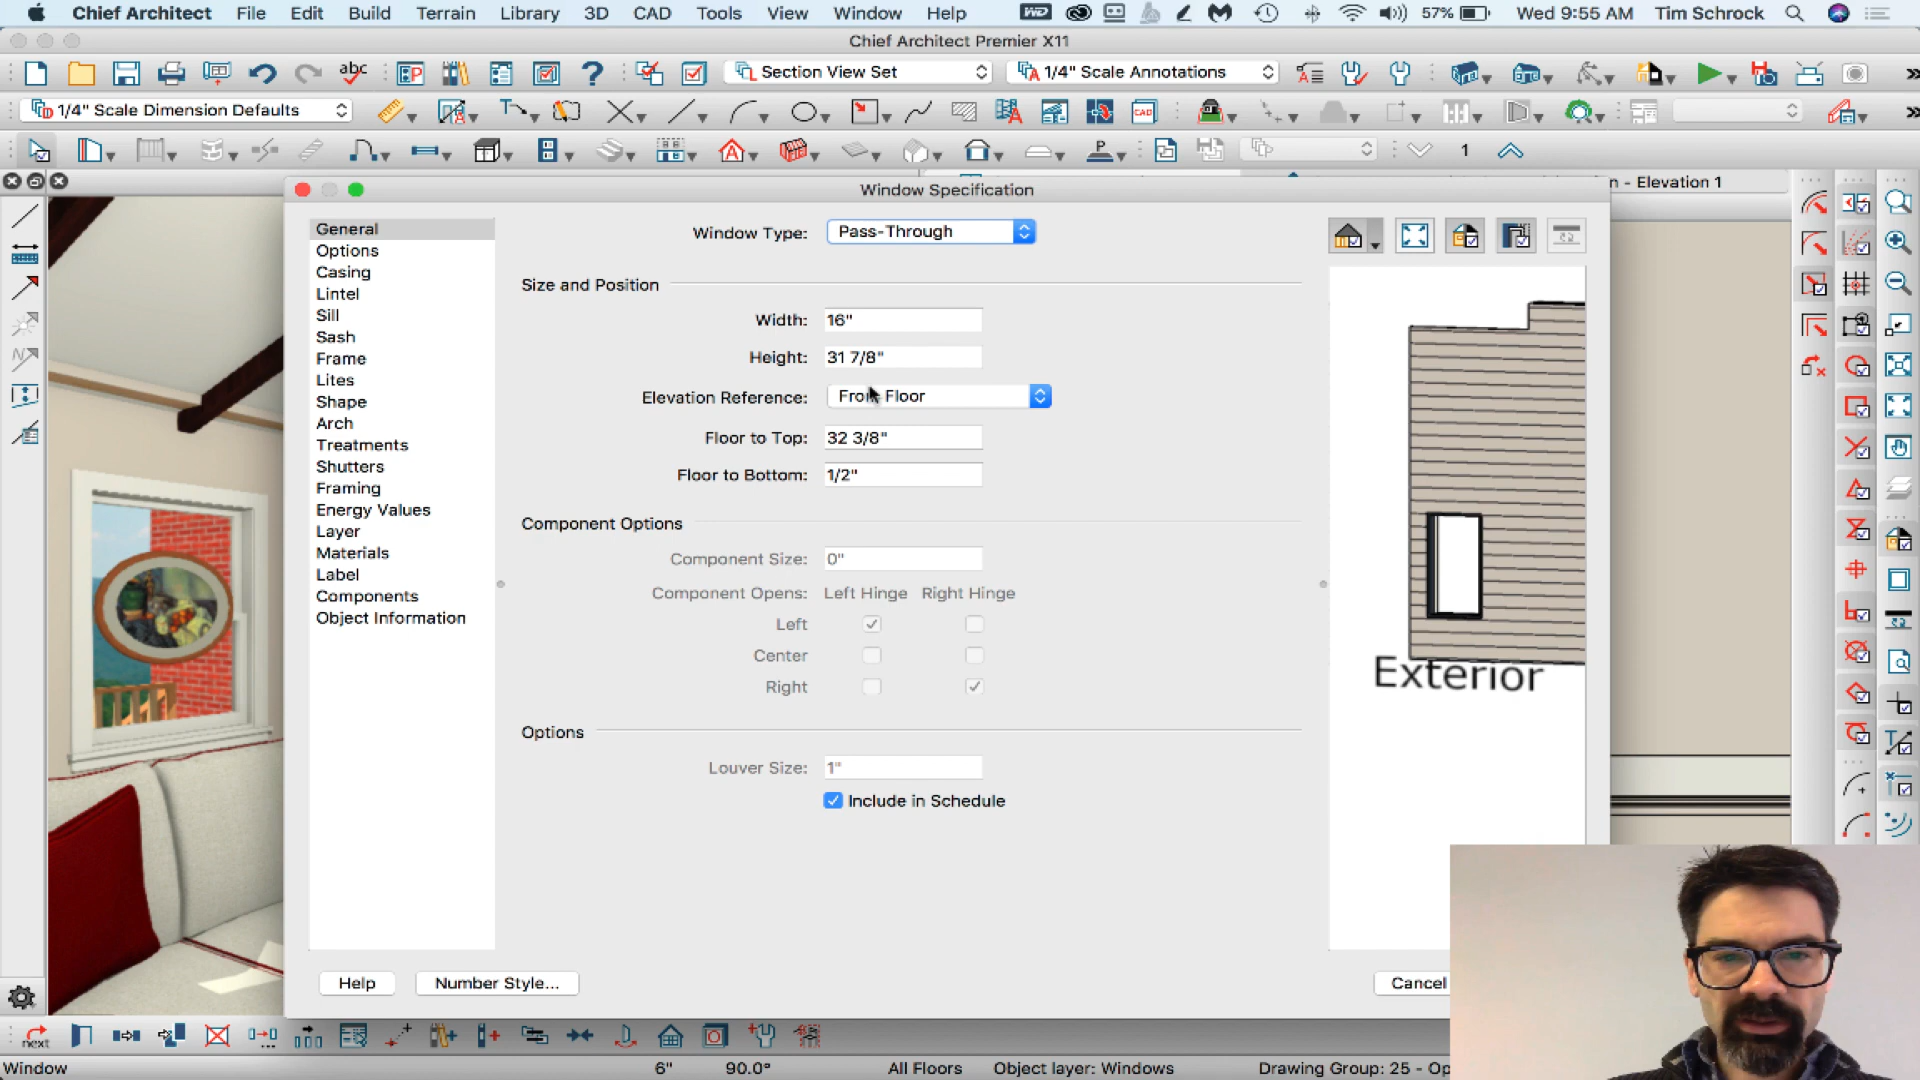 Chief Architect File Edit Build Terrain Library 3D CAD Tools View Window Help 57% Wed 9:55 AM Tim Schrock
Chief Architect Premier X11
abc Section View Set 1/4" Scale Annotations
1/4" Scale Dimension Defaults CAD
1
Window Specification
n - Elevation 1
General
Options
Casing
Lintel
Sill
Sash
Frame
Lites
Shape
Arch
Treatments
Shutters
Framing
Energy Values
Layer
Materials
Label
Components
Object Information
Window Type: Pass-Through
Size and Position
Width: 16"
Height: 31 7/8"
Elevation Reference: From Floor
Floor to Top: 32 3/8"
Floor to Bottom: 1/2"
Component Options
Component Size: 0"
Component Opens: Left Hinge Right Hinge
Left
Center
Right
Options
Louver Size: 1"
Include in Schedule
Exterior
Help Number Style... Cancel
next
Window 6" 90.0° All Floors Object layer: Windows Drawing Group: 25 - Op